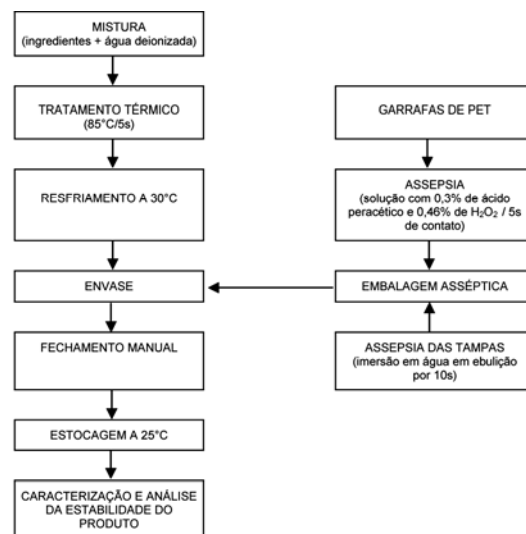 MISTURA
(ingredientes + água deionizada)
TRATAMENTO TÉRMICO
(85°C/5s)
RESFRIAMENTO A 30°C
ENVASE
FECHAMENTO MANUAL
ESTOCAGEM A 25°C
CARACTERIZAÇÃO E ANÁLISE
DA ESTABILIDADE DO
PRODUTO
GARRAFAS DE PET
ASSEPSIA
(solução com 0,3% de ácido
peracético e 0,46% de H₂O₂ / 5s
de contato)
EMBALAGEM ASSÉPTICA
ASSEPSIA DAS TAMPAS
(imersão em água em ebulição
por 10s)